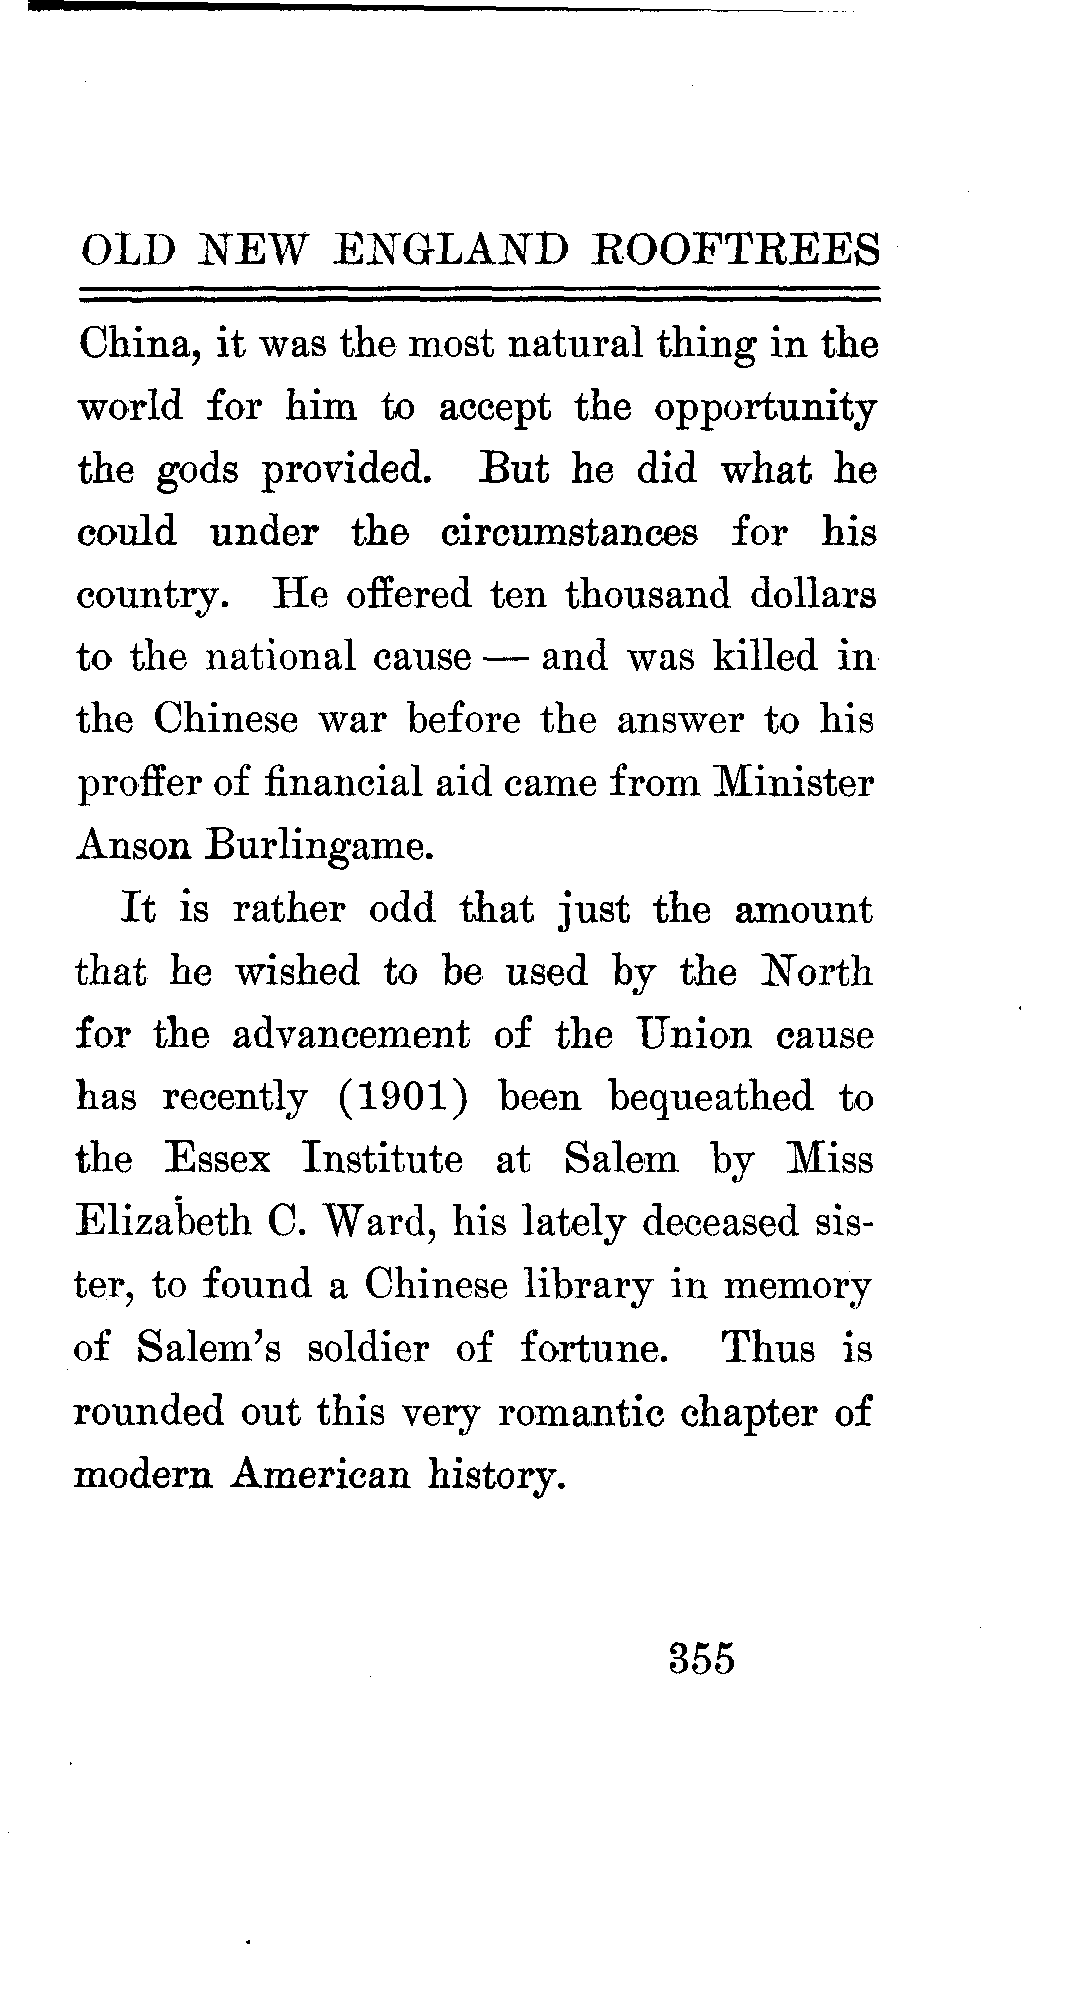 OLD NEW ENGLAND ROOFTREES
China, it was the most natural thing in the
world for him to accept the opportunity
the gods provided. But he did what he
could under the circumstances for his
country. He offered ten thousand dollars
to the national cause — and was killed in
the Chinese war before the answer to his
proffer of financial aid came from Minister
Anson Burlingame.
It is rather odd that just the amount
that he wished to be used by the North
for the advancement of the Union cause
has recently (1901) been bequeathed to
the Essex Institute at Salem by Miss
Elizabeth C. Ward, his lately deceased sis-
ter, to found a Chinese library in memory
of Salem's soldier of fortune. Thus is
rounded out this very romantic chapter of
modern American history.
355